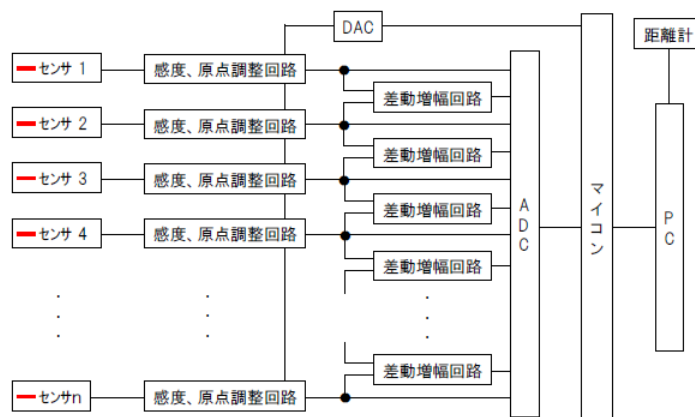 DAC
距離計
センサ 1
感度、原点調整回路
差動増幅回路
センサ 2
感度、原点調整回路
差動増幅回路
センサ 3
感度、原点調整回路
差動増幅回路
センサ 4
感度、原点調整回路
差動増幅回路
センサn
感度、原点調整回路
差動増幅回路
ADC
マイコン
PC